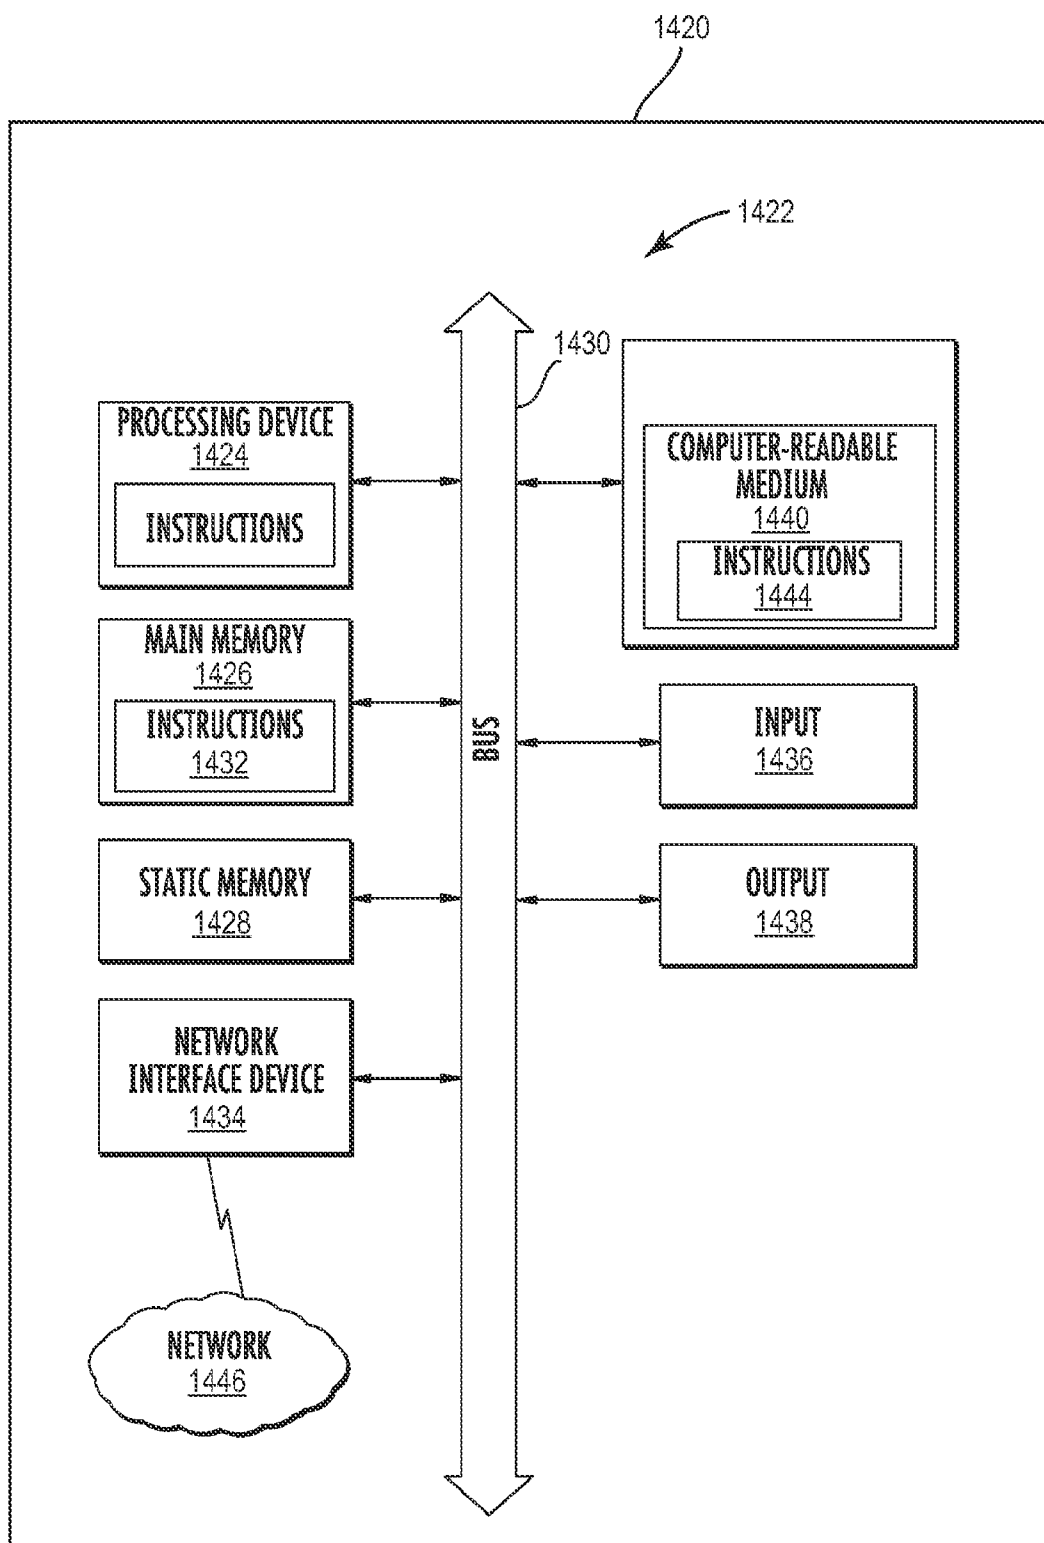 1420
1422
1430
PROCESSING DEVICE
1424
INSTRUCTIONS
MAIN MEMORY
1426
INSTRUCTIONS
1432
STATIC MEMORY
1428
NETWORK
INTERFACE DEVICE
1434
NETWORK
1446
BUS
COMPUTER-READABLE
MEDIUM
1440
INSTRUCTIONS
1444
INPUT
1436
OUTPUT
1438